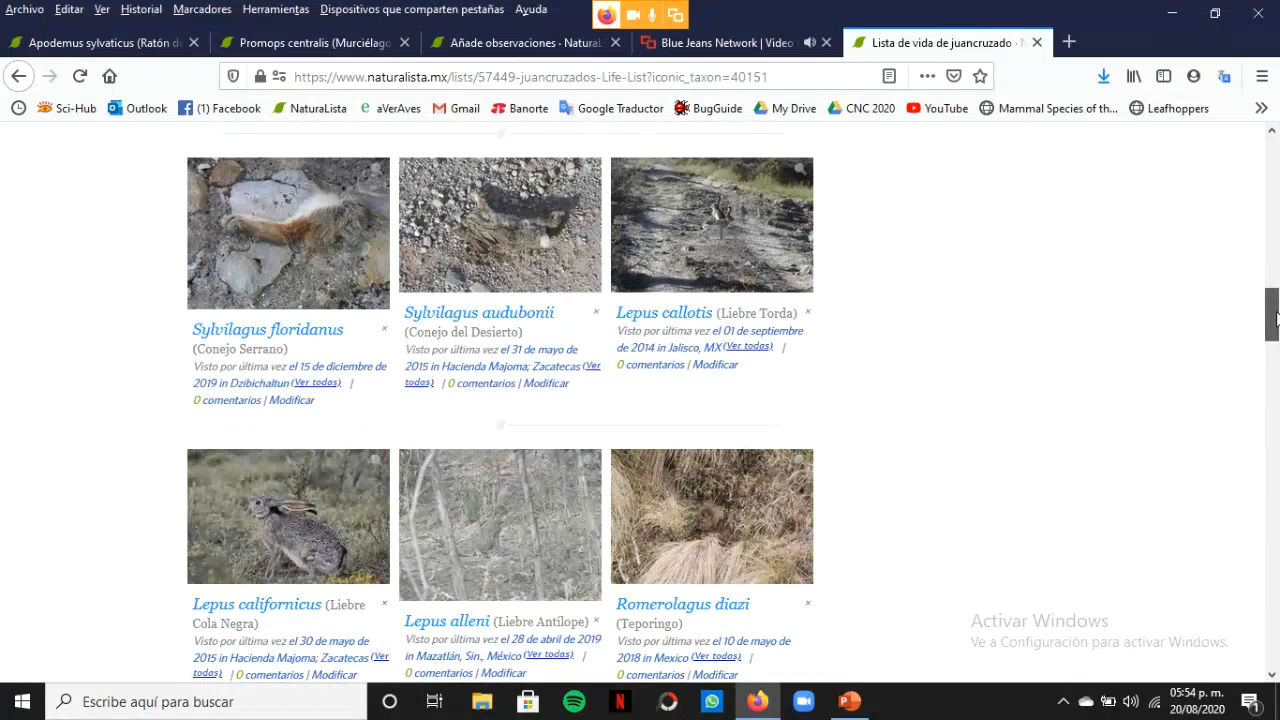 Archivo Editar Ver Historial Marcadores Herramientas Disposiciones y comparten pestañas Ayuda
Apodemus sylvaticus (Ratón de
Promops centralis (Murciélago
Añade observaciones · Natural
Blue Jeans Network | Video
Lista de vida de juancruzado · N
https://www.naturalista.mx/lists/57449-juancruzados-Life-List?iconic_taxon=40151
Sci-Hub Outlook (1) Facebook NaturaLista aVerAves Gmail Banorte Google Traductor BugGuide My Drive CNC 2020 YouTube Mammal Species of th... Leafhoppers
Sylvilagus floridanus
(Conejo Serrano)
Visto por última vez el 15 de diciembre de
2019 in Dzibichaltun (Ver todas) |
0 comentarios | Modificar
Sylvilagus audubonii
(Conejo del Desierto)
Visto por última vez el 31 de mayo de
2015 in Hacienda Majoma; Zacatecas (Ver
todas) | 0 comentarios | Modificar
Lepus callotis (Liebre Torda)
Visto por última vez el 01 de septiembre
de 2014 in Jalisco, MX (Ver todas) |
0 comentarios | Modificar
Lepus californicus (Liebre
Cola Negra)
Visto por última vez el 30 de mayo de
2015 in Hacienda Majoma; Zacatecas (Ver
todas) | 0 comentarios | Modificar
Lepus alleni (Liebre Antílope)
Visto por última vez el 28 de abril de 2019
in Mazatlán, Sin., México (Ver todas) |
0 comentarios | Modificar
Romerolagus diazi
(Teporingo)
Visto por última vez el 10 de mayo de
2018 in Mexico (Ver todas) |
0 comentarios | Modificar
Activar Windows
Ve a Configuración para activar Windows.
Escribe aquí para buscar
05:54 p. m.
20/08/2020
1